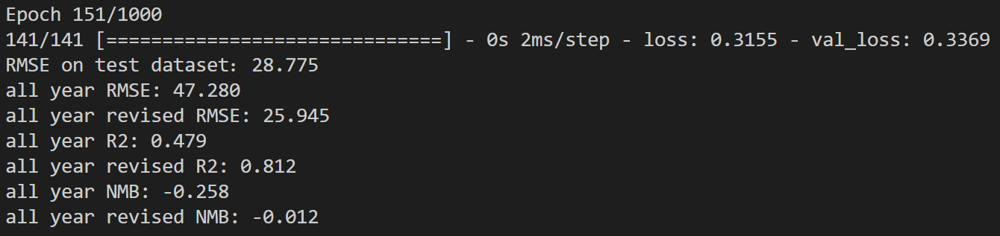 Epoch 151/1000
141/141 [==============================] - 0s 2ms/step - loss: 0.3155 - val_loss: 0.3369
RMSE on test dataset: 28.775
all year RMSE: 47.280
all year revised RMSE: 25.945
all year R2: 0.479
all year revised R2: 0.812
all year NMB: -0.258
all year revised NMB: -0.012